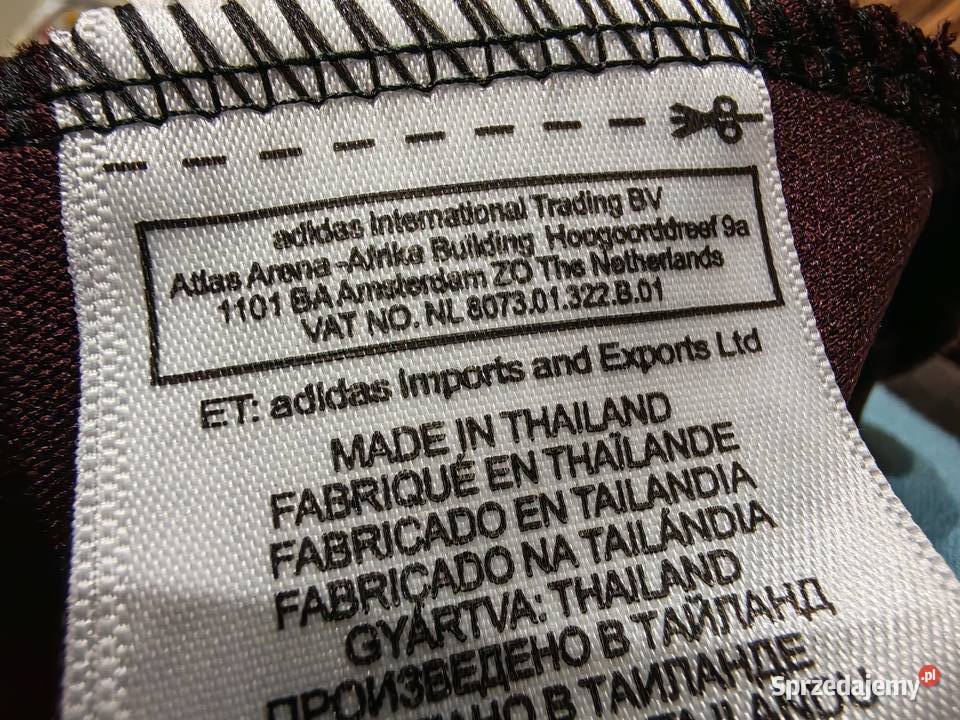 adidas International Trading BV
Atlas Arena -Afrika Building Hoogoorddreef 9a
1101 BA Amsterdam ZO The Netherlands
VAT NO. NL 8073.01.322.B.01
ET: adidas Imports and Exports Ltd
MADE IN THAILAND
FABRIQUÉ EN THAÏLANDE
FABRICADO EN TAILANDIA
FABRICADO NA TAILÁNDIA
GYÁRTVA: THAILAND
ПРОИЗВЕДЕНО В ТАЙЛАНД
В ТАИЛАНДЕ
Sprzedajemy.pl